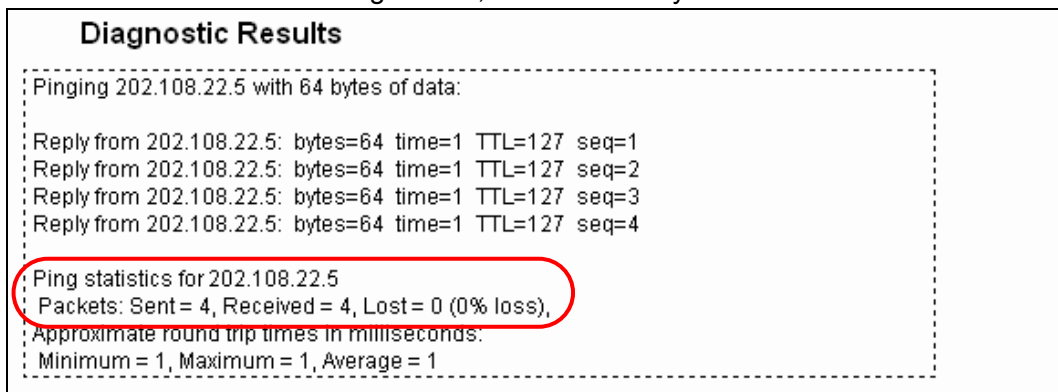 Diagnostic Results
Pinging 202.108.22.5 with 64 bytes of data:
Reply from 202.108.22.5: bytes=64 time=1 TTL=127 seq=1
Reply from 202.108.22.5: bytes=64 time=1 TTL=127 seq=2
Reply from 202.108.22.5: bytes=64 time=1 TTL=127 seq=3
Reply from 202.108.22.5: bytes=64 time=1 TTL=127 seq=4
Ping statistics for 202.108.22.5
Packets: Sent = 4, Received = 4, Lost = 0 (0% loss),
Approximate round trip times in milliseconds:
Minimum = 1, Maximum = 1, Average = 1